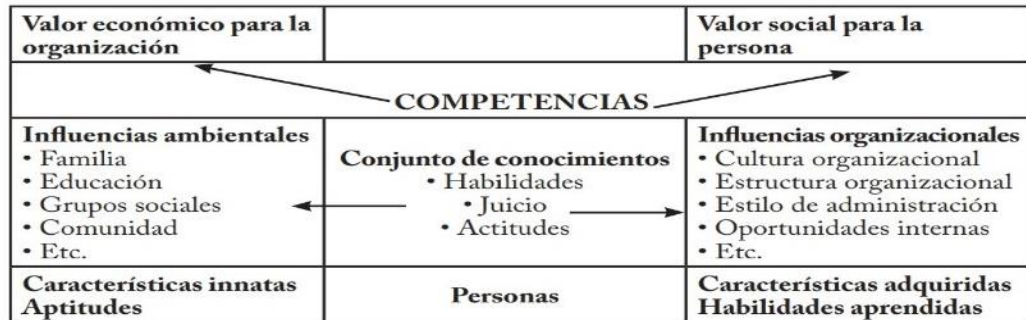 Valor económico para la
organización
Valor social para la
persona
COMPETENCIAS
Influencias ambientales
• Familia
• Educación
• Grupos sociales
• Comunidad
• Etc.
Conjunto de conocimientos
• Habilidades
• Juicio
• Actitudes
Influencias organizacionales
• Cultura organizacional
• Estructura organizacional
• Estilo de administración
• Oportunidades internas
• Etc.
Características innatas
Aptitudes
Personas
Características adquiridas
Habilidades aprendidas